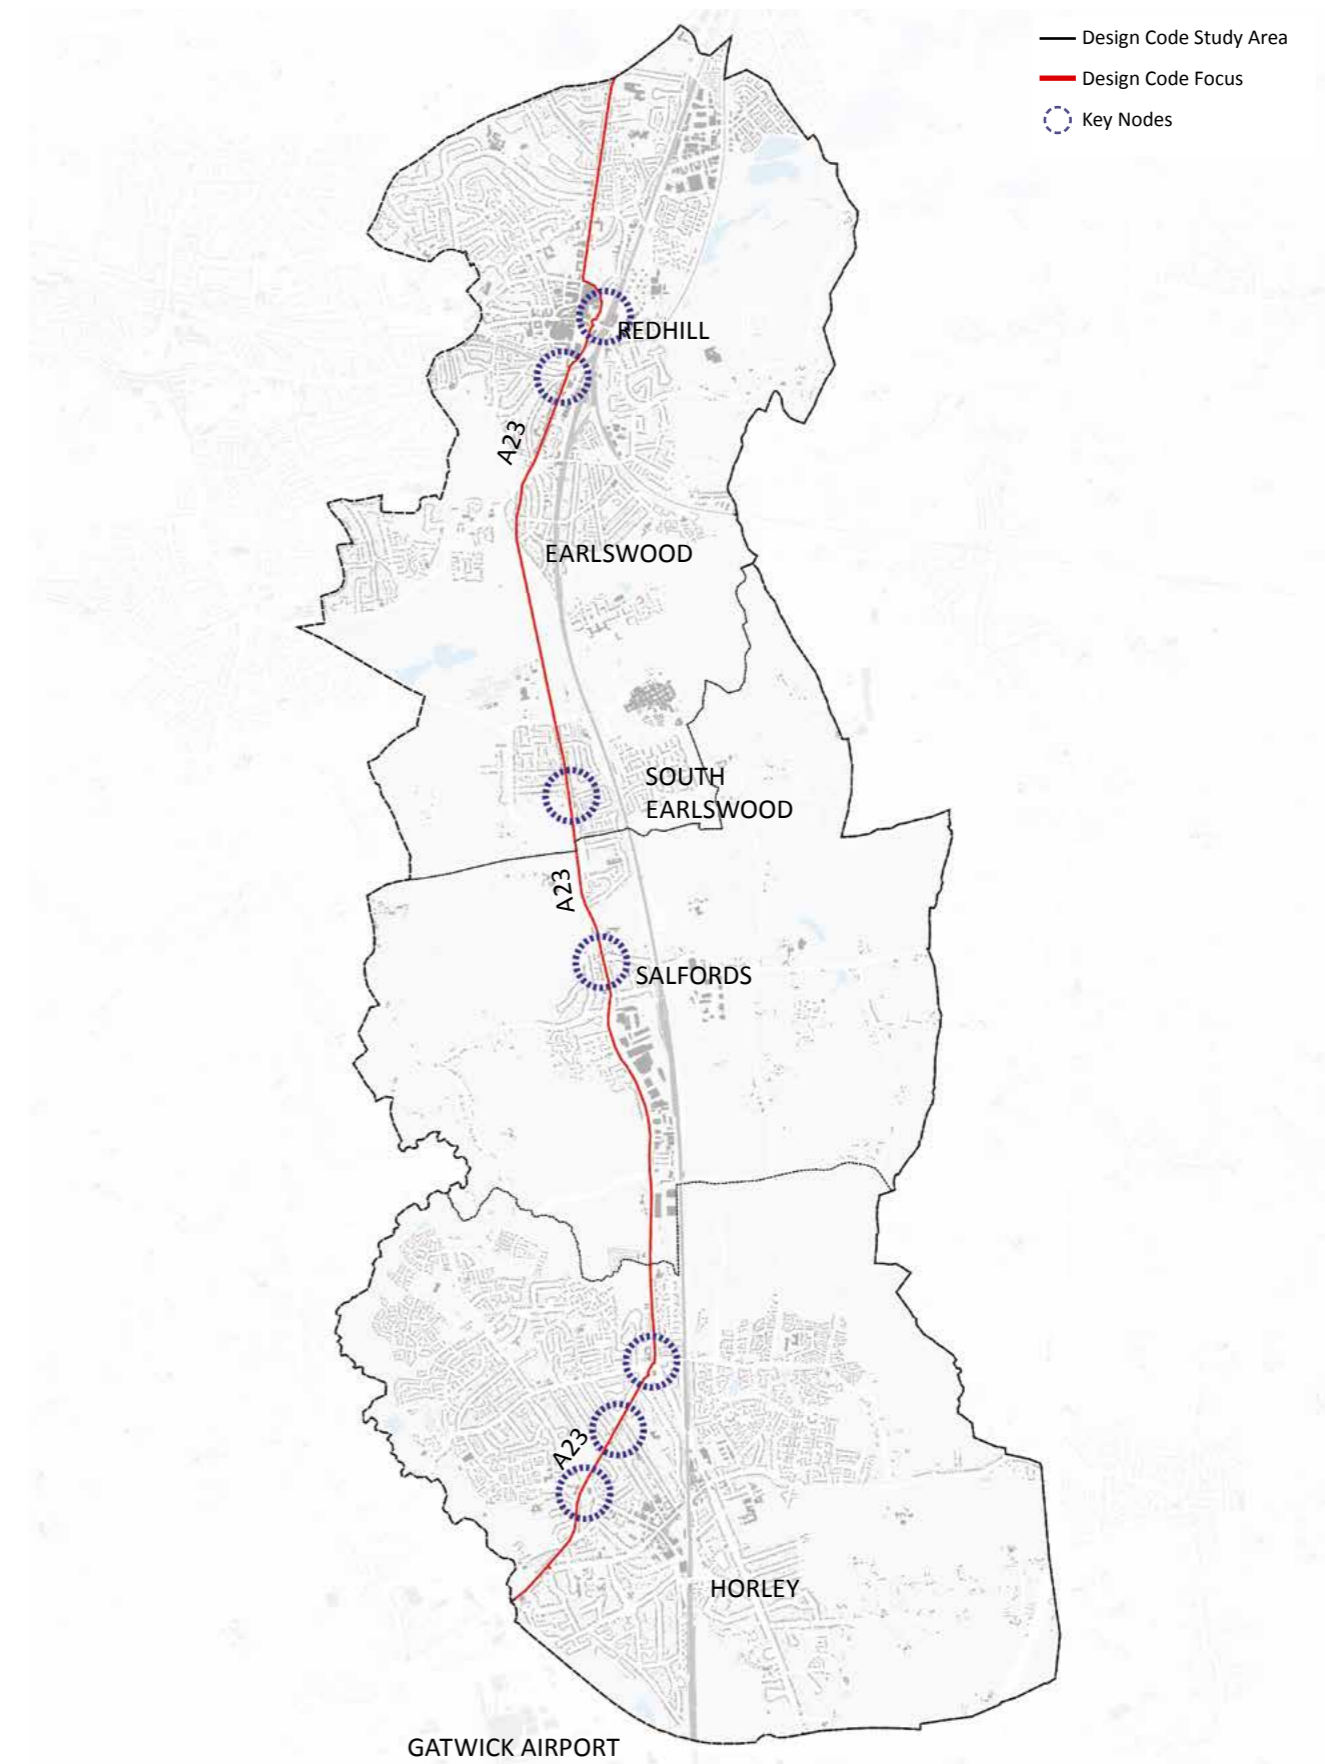 Design Code Study Area
Design Code Focus
Key Nodes
REDHILL
A23
EARLSWOOD
SOUTH
EARLSWOOD
A23
SALFORDS
A23
HORLEY
GATWICK AIRPORT